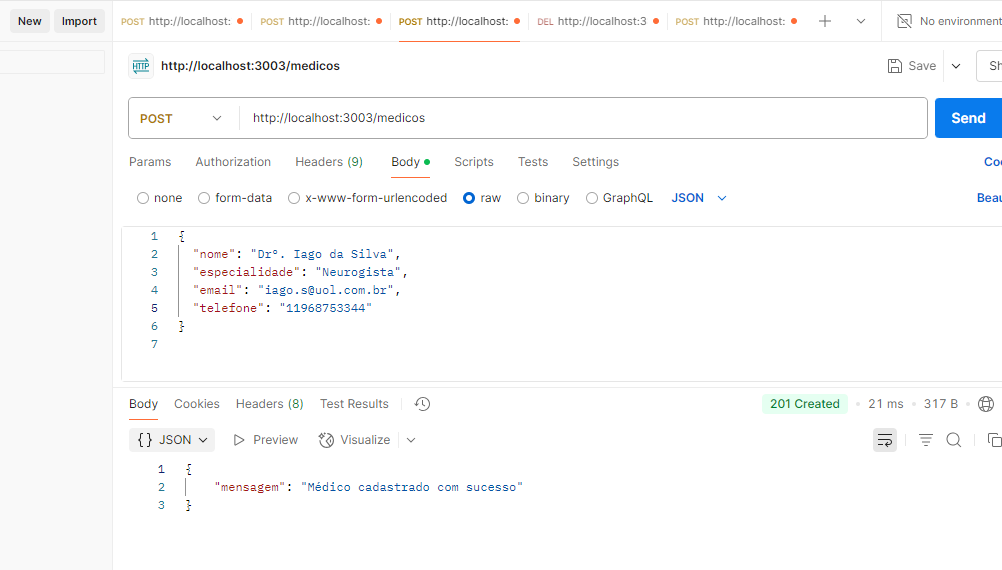 New Import POST http://localhost: POST http://localhost: POST http://localhost: DEL http://localhost:3 POST http://localhost: No environment
HTTP http://localhost:3003/medicos Save Sh
POST http://localhost:3003/medicos Send
Params Authorization Headers (9) Body Scripts Tests Settings Coo
none form-data x-www-form-urlencoded raw binary GraphQL JSON Beau
1 {
2 "nome": "Drº. Iago da Silva",
3 "especialidade": "Neurogista",
4 "email": "iago.s@uol.com.br",
5 "telefone": "11968753344"
6 }
7
Body Cookies Headers (8) Test Results 201 Created 21 ms 317 B
{} JSON Preview Visualize
1 {
2 "mensagem": "Médico cadastrado com sucesso"
3 }